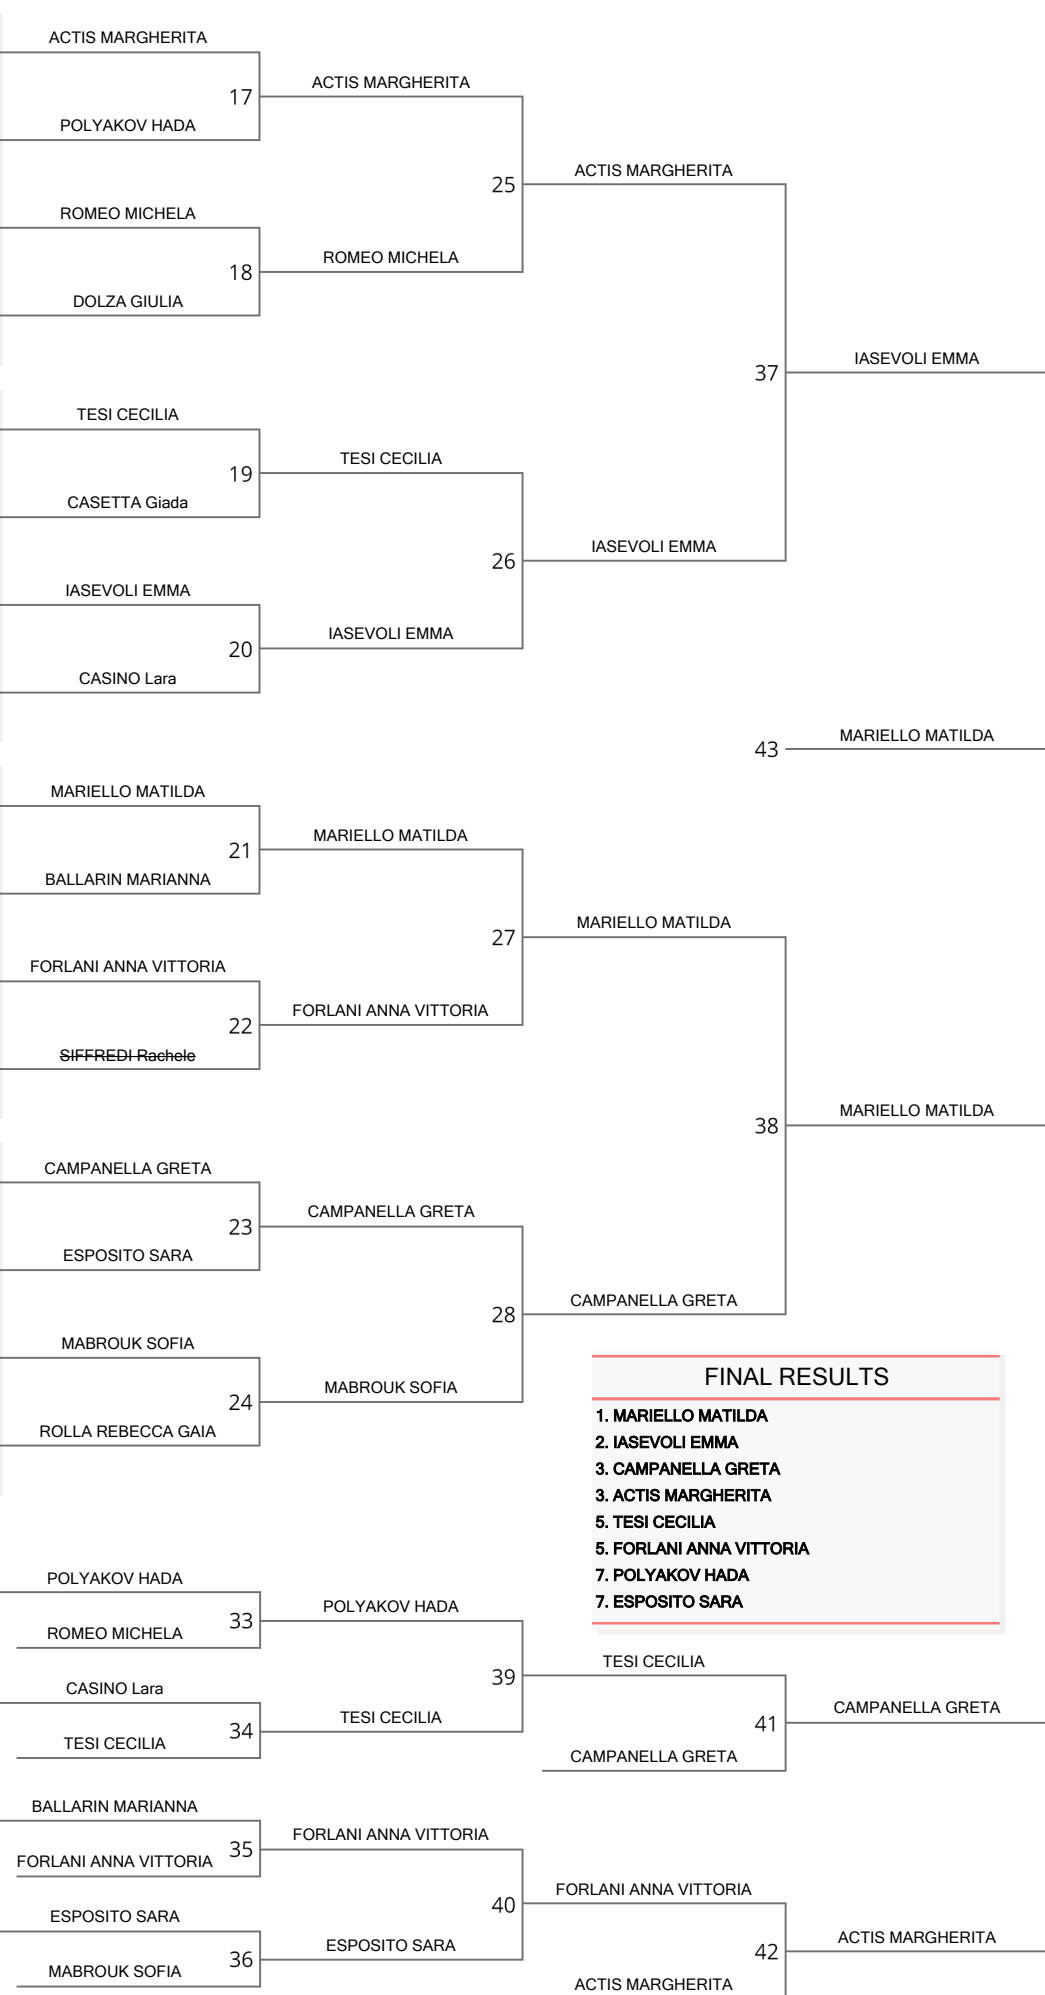 ACTIS MARGHERITA
17
ACTIS MARGHERITA
POLYAKOV HADA
25
ACTIS MARGHERITA
ROMEO MICHELA
18
ROMEO MICHELA
DOLZA GIULIA
37
IASEVOLI EMMA
TESI CECILIA
19
TESI CECILIA
CASETTA Giada
26
IASEVOLI EMMA
IASEVOLI EMMA
20
IASEVOLI EMMA
CASINO Lara
43
MARIELLO MATILDA
MARIELLO MATILDA
21
MARIELLO MATILDA
BALLARIN MARIANNA
27
MARIELLO MATILDA
FORLANI ANNA VITTORIA
22
FORLANI ANNA VITTORIA
SIFFREDI Rachele
38
MARIELLO MATILDA
CAMPANELLA GRETA
23
CAMPANELLA GRETA
ESPOSITO SARA
28
CAMPANELLA GRETA
MABROUK SOFIA
24
MABROUK SOFIA
ROLLA REBECCA GAIA
FINAL RESULTS
1. MARIELLO MATILDA
2. IASEVOLI EMMA
3. CAMPANELLA GRETA
3. ACTIS MARGHERITA
5. TESI CECILIA
5. FORLANI ANNA VITTORIA
7. POLYAKOV HADA
7. ESPOSITO SARA
POLYAKOV HADA
33
POLYAKOV HADA
ROMEO MICHELA
39
TESI CECILIA
CASINO Lara
34
TESI CECILIA
TESI CECILIA
41
CAMPANELLA GRETA
CAMPANELLA GRETA
BALLARIN MARIANNA
35
FORLANI ANNA VITTORIA
FORLANI ANNA VITTORIA
40
FORLANI ANNA VITTORIA
ESPOSITO SARA
36
ESPOSITO SARA
MABROUK SOFIA
42
ACTIS MARGHERITA
ACTIS MARGHERITA